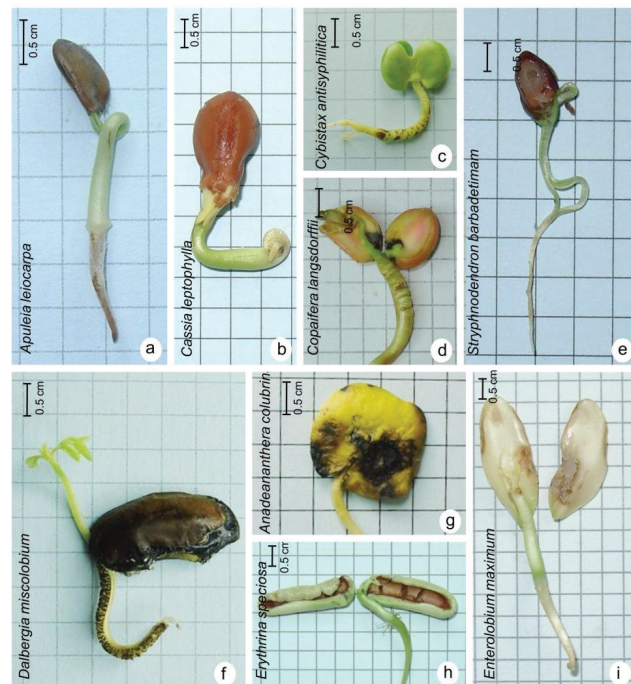 0.5 cm
Apuleia leiocarpa
a
0.5 cm
Cassia leptophylla
b
0.5 cm
Cybistax antisyphilitica
c
0.5 cm
Copaifera langsdorffii
d
0.5 cm
Stryphnodendron barbadetimam
e
0.5 cm
Dalbergia miscolobium
f
0.5 cm
Anadeananthera colubrin
g
0.5 cm
Erythrina speciosa
h
0.5 cm
Enterolobium maximum
i